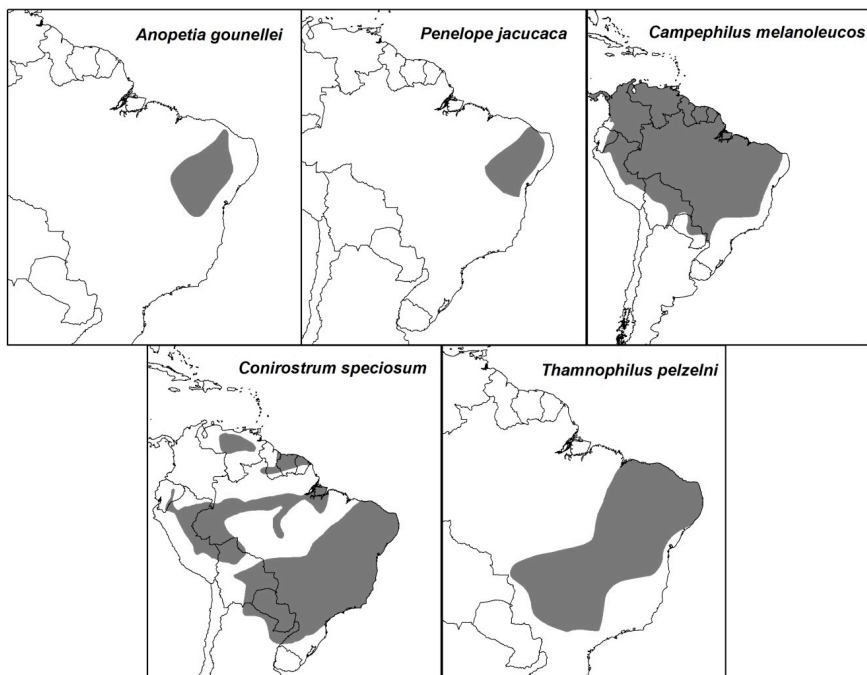 Anopetia gounellei
Penelope jacucaca
Campephilus melanoleucos
Conirostrum speciosum
Thamnophilus pelzelni